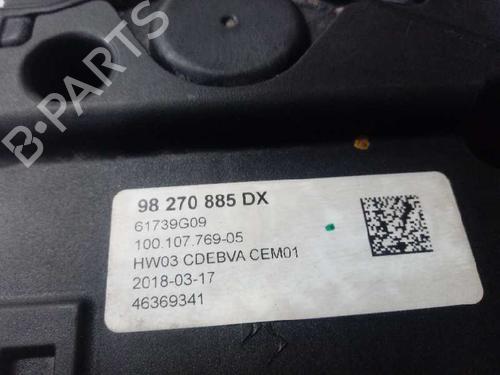 B-PARTS
98 270 885 DX
61739G09
100.107.769-05
HW03 CDEBVA CEM01
2018-03-17
46369341